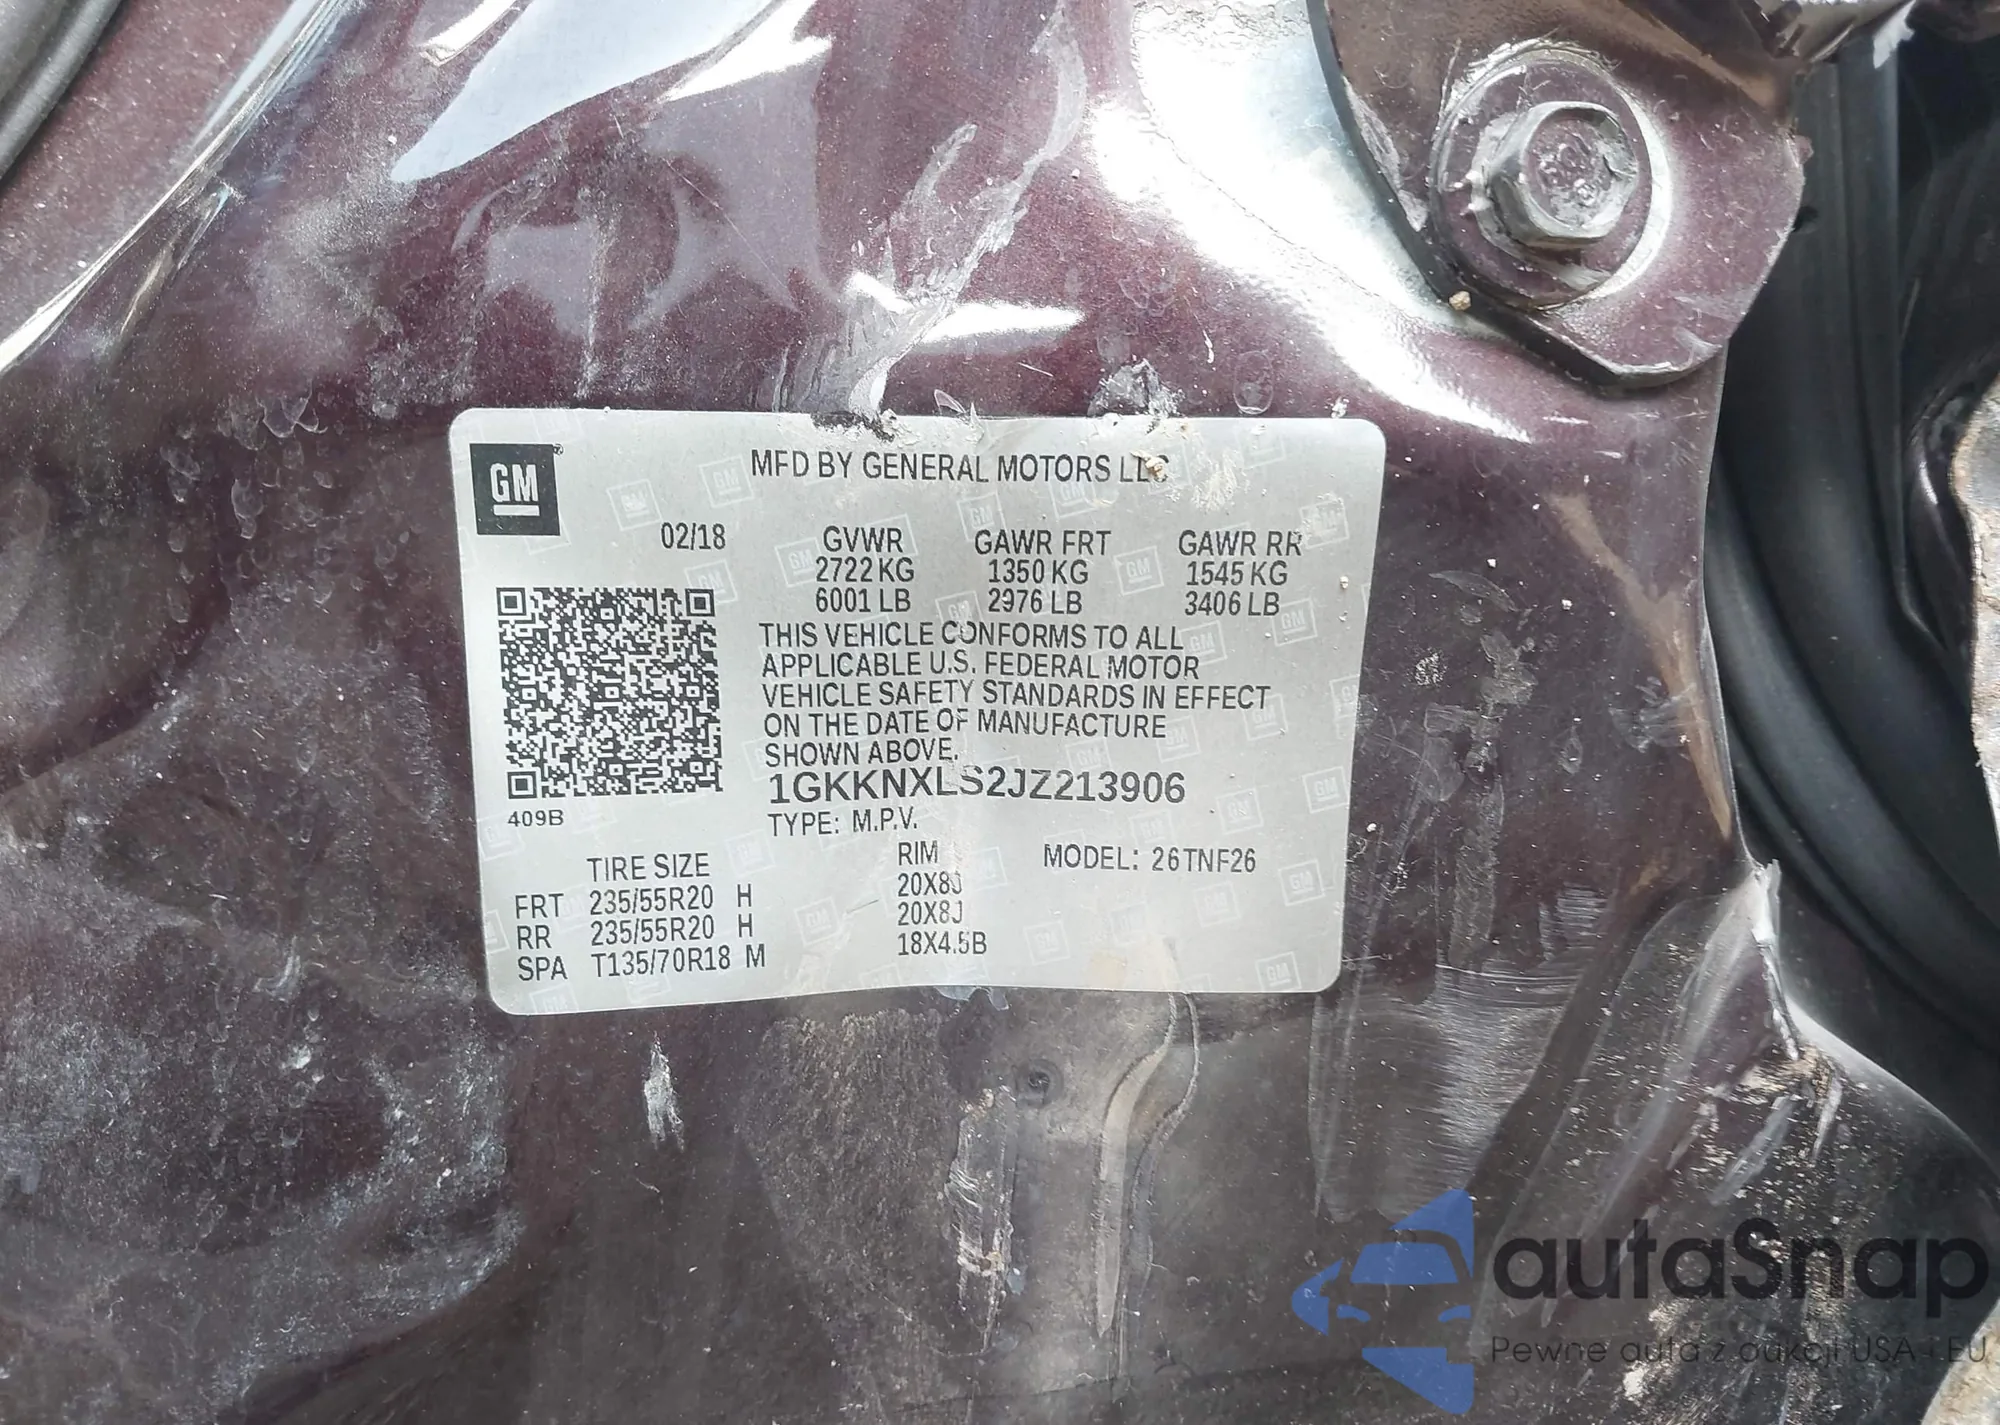 GM
MFD BY GENERAL MOTORS LLC
02/18
GVWR GAWR FRT GAWR RR
2722 KG 1350 KG 1545 KG
6001 LB 2976 LB 3406 LB
THIS VEHICLE CONFORMS TO ALL
APPLICABLE U.S. FEDERAL MOTOR
VEHICLE SAFETY STANDARDS IN EFFECT
ON THE DATE OF MANUFACTURE
SHOWN ABOVE.
1GKKNXLS2JZ213906
409B
TYPE: M.P.V.
TIRE SIZE RIM MODEL: 26TNF26
FRT 235/55R20 H 20X8J
RR 235/55R20 H 20X8J
SPA T135/70R18 M 18X4.5B
autaSnap
Pewne auta z aukcji USA i EU